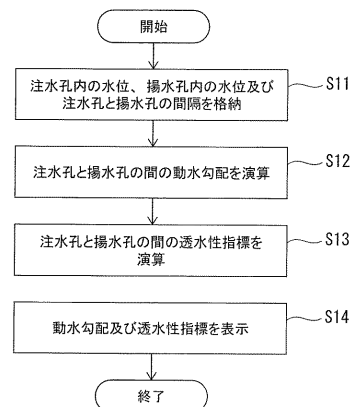 開始
注水孔内の水位、揚水孔内の水位及び
注水孔と揚水孔の間隔を格納
S11
注水孔と揚水孔の間の動水勾配を演算
S12
注水孔と揚水孔の間の透水性指標を
演算
S13
動水勾配及び透水性指標を表示
S14
終了